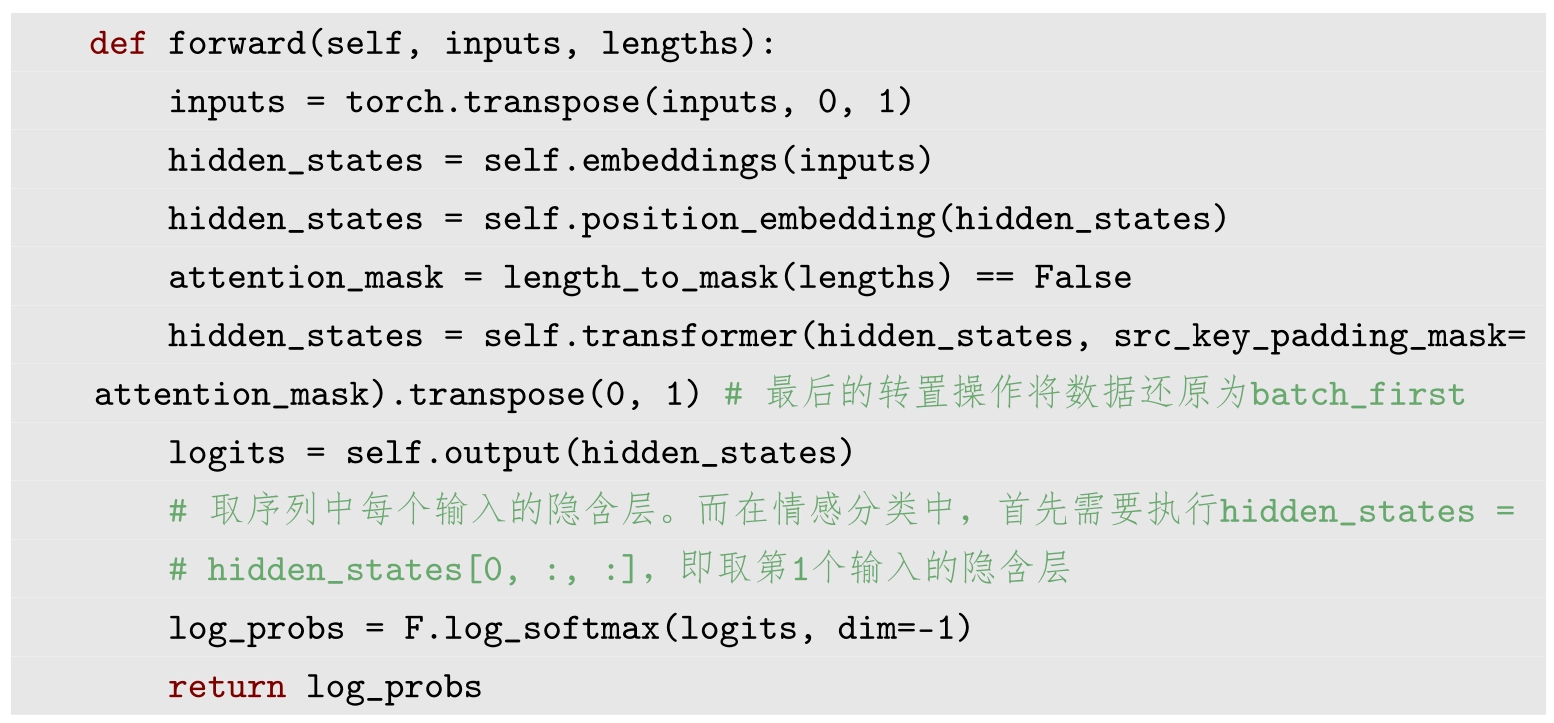 def forward(self, inputs, lengths):
    inputs = torch.transpose(inputs, 0, 1)
    hidden_states = self.embeddings(inputs)
    hidden_states = self.position_embedding(hidden_states)
    attention_mask = length_to_mask(lengths) == False
    hidden_states = self.transformer(hidden_states, src_key_padding_mask=
attention_mask).transpose(0, 1) # 最后的转置操作将数据还原为batch_first
    logits = self.output(hidden_states)
    # 取序列中每个输入的隐含层。而在情感分类中，首先需要执行hidden_states =
    # hidden_states[0, :, :]，即取第1个输入的隐含层
    log_probs = F.log_softmax(logits, dim=-1)
    return log_probs